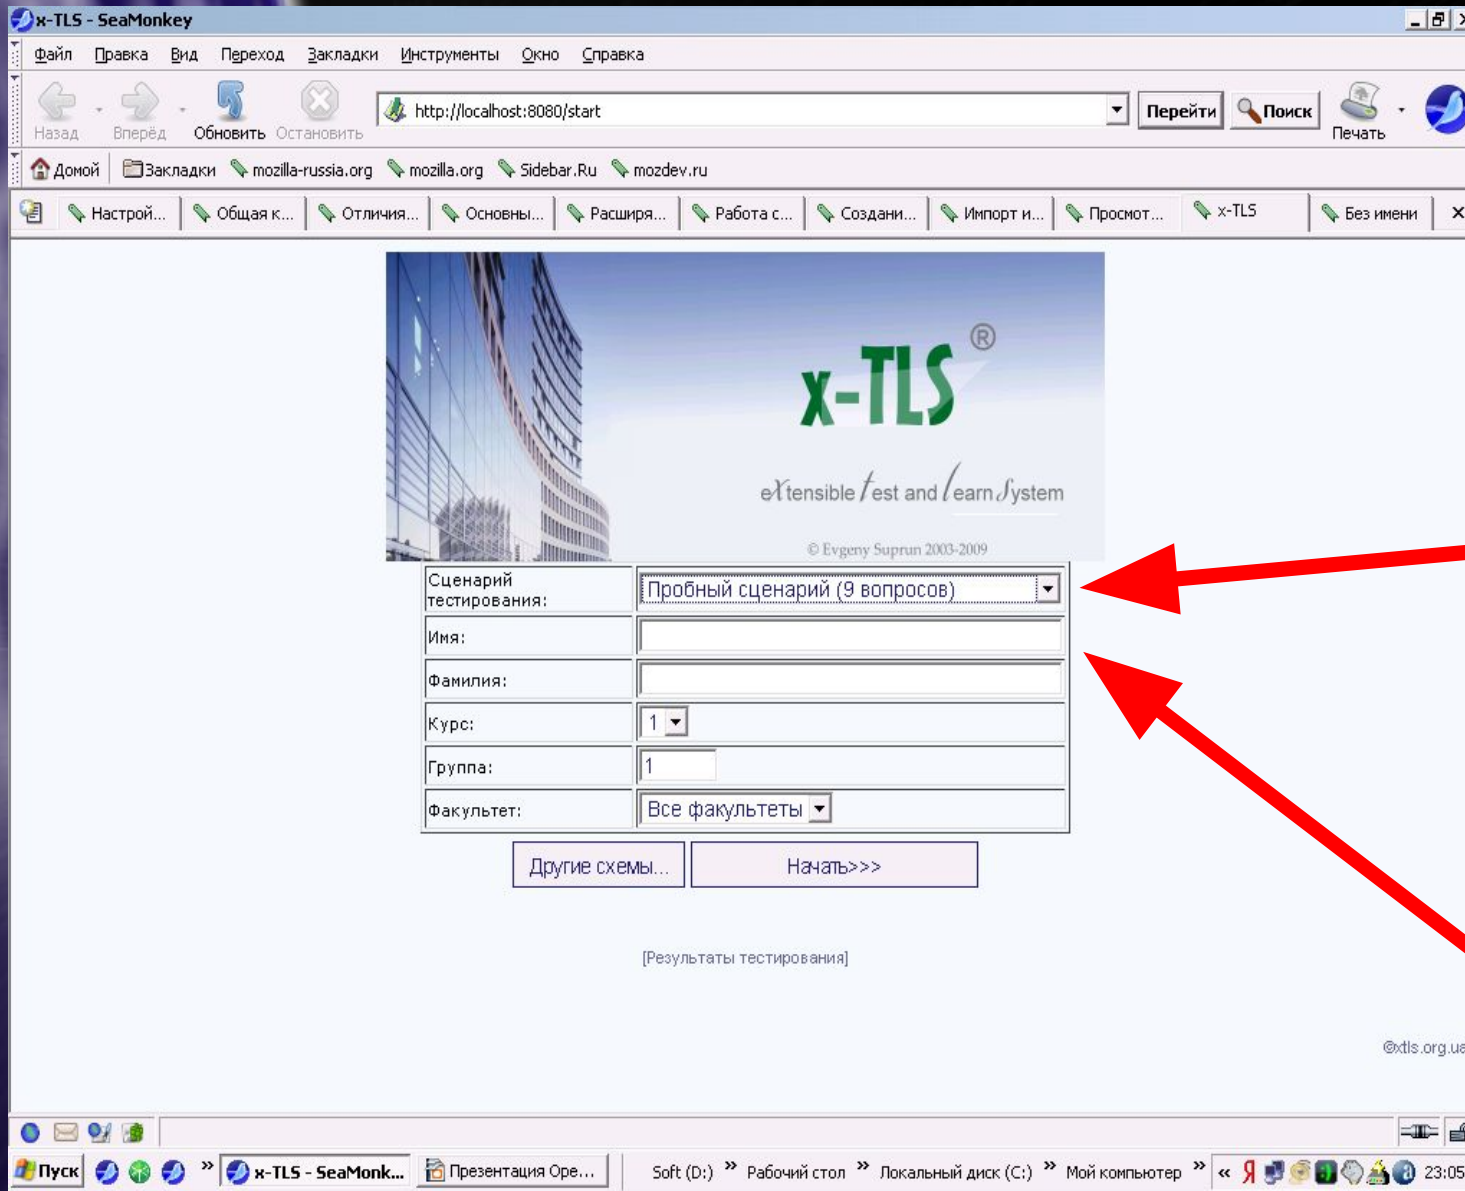 x-TLS - SeaMonkey
Файл Правка Вид Переход Закладки Инструменты Окно Справка
Назад Вперёд Обновить Остановить http://localhost:8080/start Перейти Поиск Печать
Домой Закладки mozilla-russia.org mozilla.org Sidebar.Ru mozdev.ru
Настрой... Общая к... Отличия... Основны... Расширя... Работа с... Создани... Импорт и... Просмот... x-TLS Без имени
x-TLS ®
eXtensible test and learn System
© Evgeny Suprun 2003-2009
Сценарий тестирования: Пробный сценарий (9 вопросов)
Имя:
Фамилия:
Курс: 1
Группа: 1
Факультет: Все факультеты
Другие схемы... Начать>>>
[Результаты тестирования]
©xtls.org.ua
Пуск » x-TLS - SeaMonk... Презентация Ope... Soft (D:) » Рабочий стол » Локальный диск (C:) » Мой компьютер » « Я 23:05